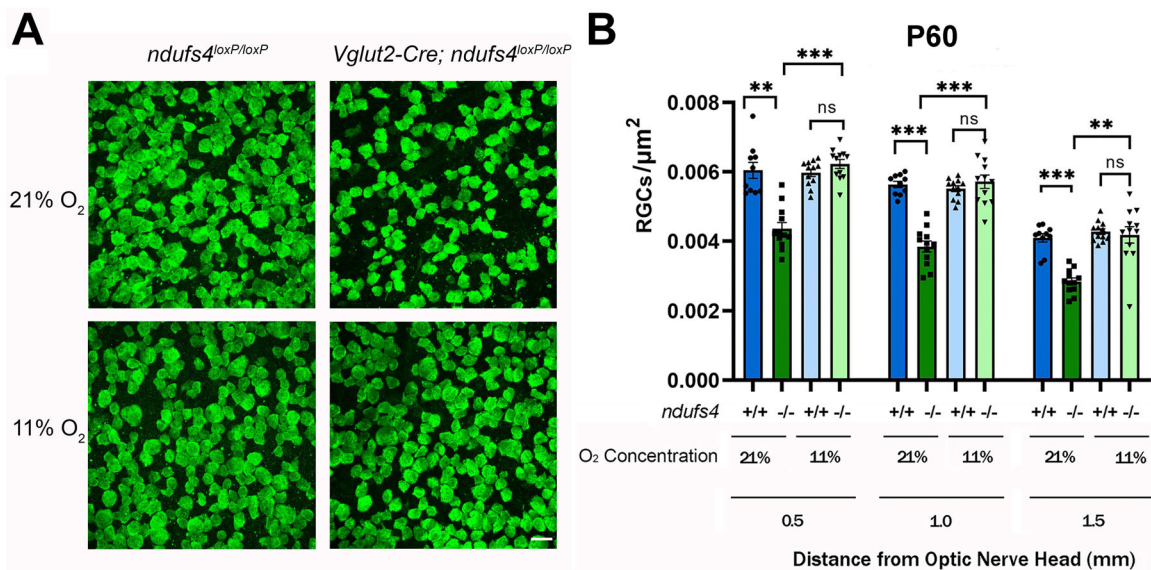 A
ndufs4loxP/loxP
Vglut2-Cre; ndufs4loxP/loxP
21% O2
11% O2
B
P60
RGCs/µm2
0.008
0.006
0.004
0.002
0.000
** *** ns
*** *** ns
*** ** ns
ndufs4 +/+ -/- +/+ -/- +/+ -/- +/+ -/- +/+ -/- +/+ -/-
O2 Concentration 21% 11% 21% 11% 21% 11%
0.5 1.0 1.5
Distance from Optic Nerve Head (mm)